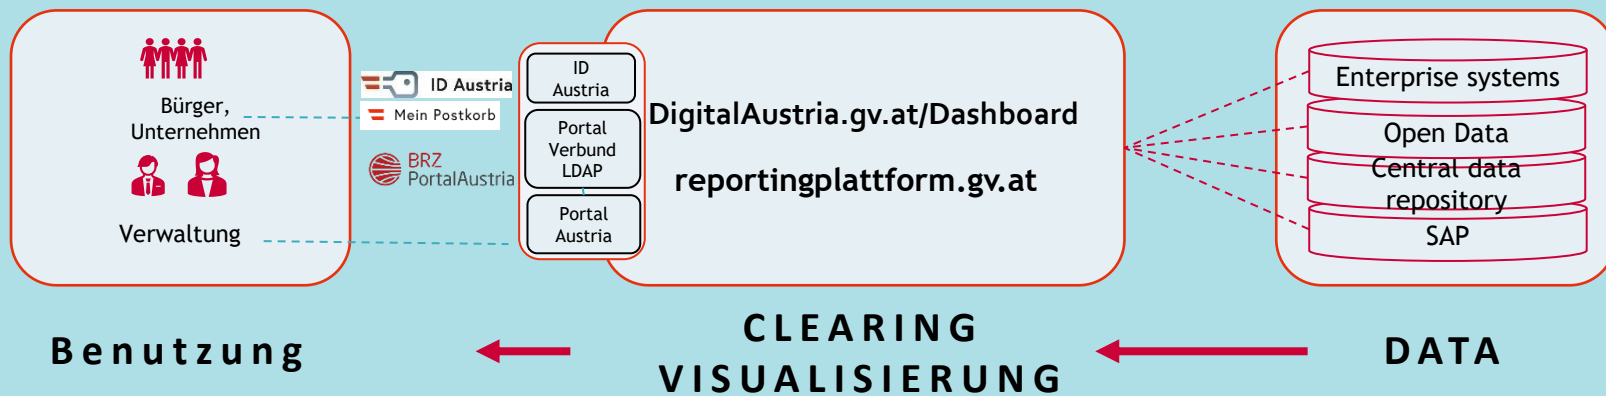 Bürger,
Unternehmen
Verwaltung
ID Austria
Mein Postkorb
BRZ
PortalAustria
ID
Austria
Portal
Verbund
LDAP
Portal
Austria
DigitalAustria.gv.at/Dashboard
reportingplattform.gv.at
Enterprise systems
Open Data
Central data
repository
SAP
Benutzung
CLEARING
VISUALISIERUNG
DATA